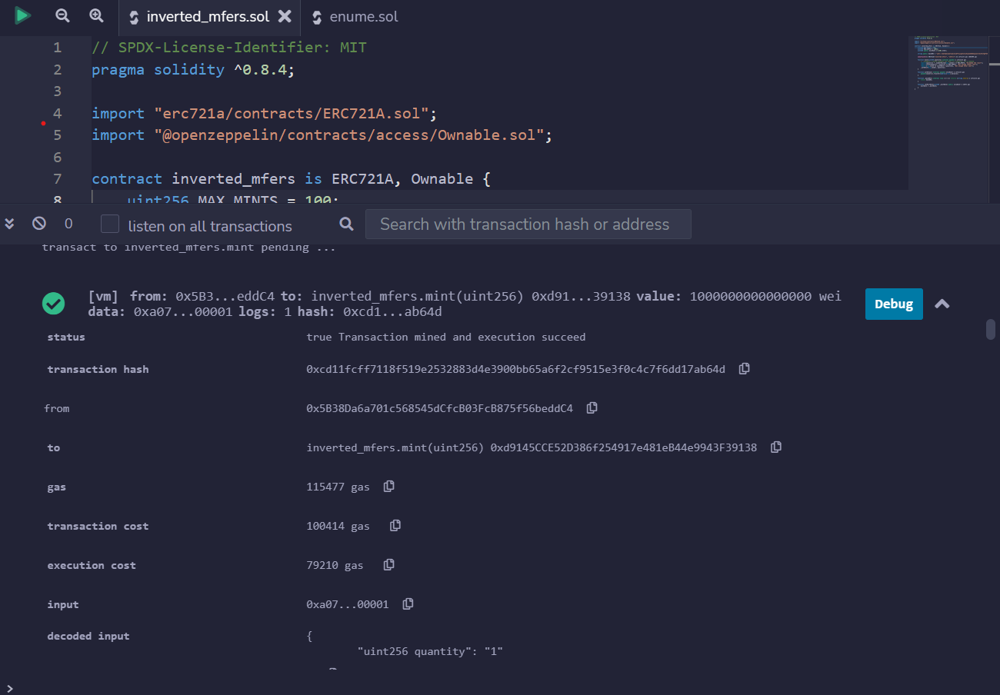 inverted_mfers.sol
enume.sol
1 // SPDX-License-Identifier: MIT
2 pragma solidity ^0.8.4;
3
4 import "erc721a/contracts/ERC721A.sol";
5 import "@openzeppelin/contracts/access/Ownable.sol";
6
7 contract inverted_mfers is ERC721A, Ownable {
8 uint256 MAX_MINTS = 100;
0 listen on all transactions Search with transaction hash or address
transact to inverted_mfers.mint pending ...
[vm] from: 0x5B3...eddC4 to: inverted_mfers.mint(uint256) 0xd91...39138 value: 1000000000000000 wei
data: 0xa07...00001 logs: 1 hash: 0xcd1...ab64d
Debug
status true Transaction mined and execution succeed
transaction hash 0xcd11fcff7118f519e2532883d4e3900bb65a6f2cf9515e3f0c4c7f6dd17ab64d
from 0x5B38Da6a701c568545dCfcB03FcB875f56beddC4
to inverted_mfers.mint(uint256) 0xd9145CCE52D386f254917e481eB44e9943F39138
gas 115477 gas
transaction cost 100414 gas
execution cost 79210 gas
input 0xa07...00001
decoded input {
"uint256 quantity": "1"
>